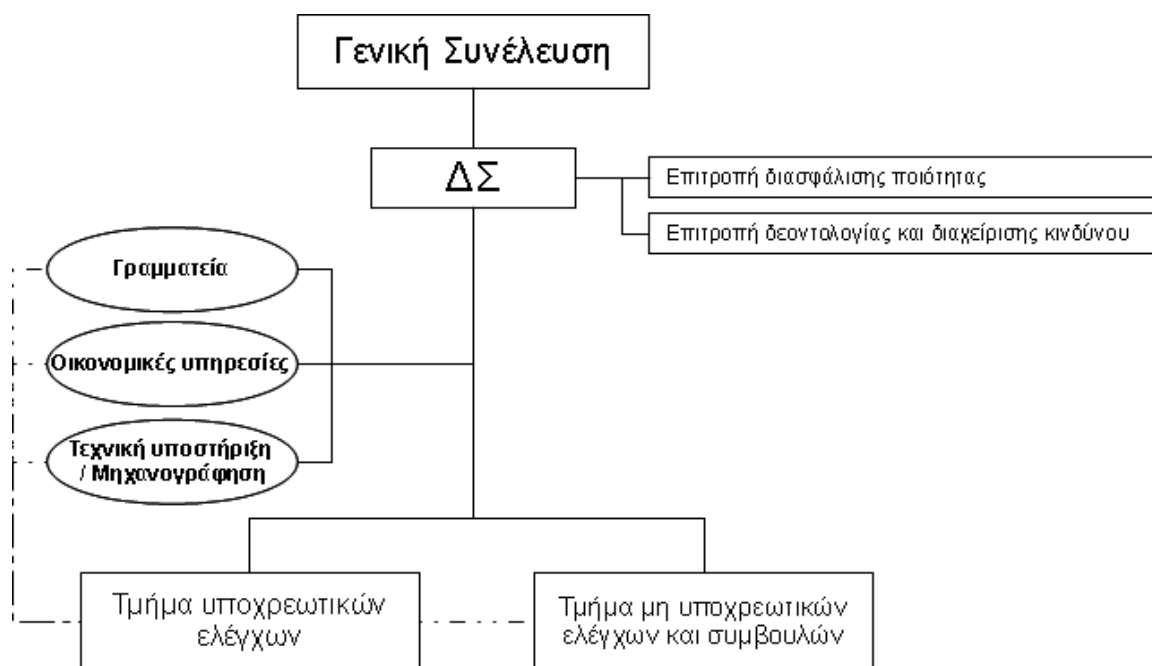 Γενική Συνέλευση
ΔΣ
Επιτροπή διασφάλισης ποιότητας
Επιτροπή δεοντολογίας και διαχείρισης κινδύνου
Γραμματεία
Οικονομικές υπηρεσίες
Τεχνική υποστήριξη
/ Μηχανογράφηση
Τμήμα υποχρεωτικών
ελέγχων
Τμήμα μη υποχρεωτικών
ελέγχων και συμβουλών